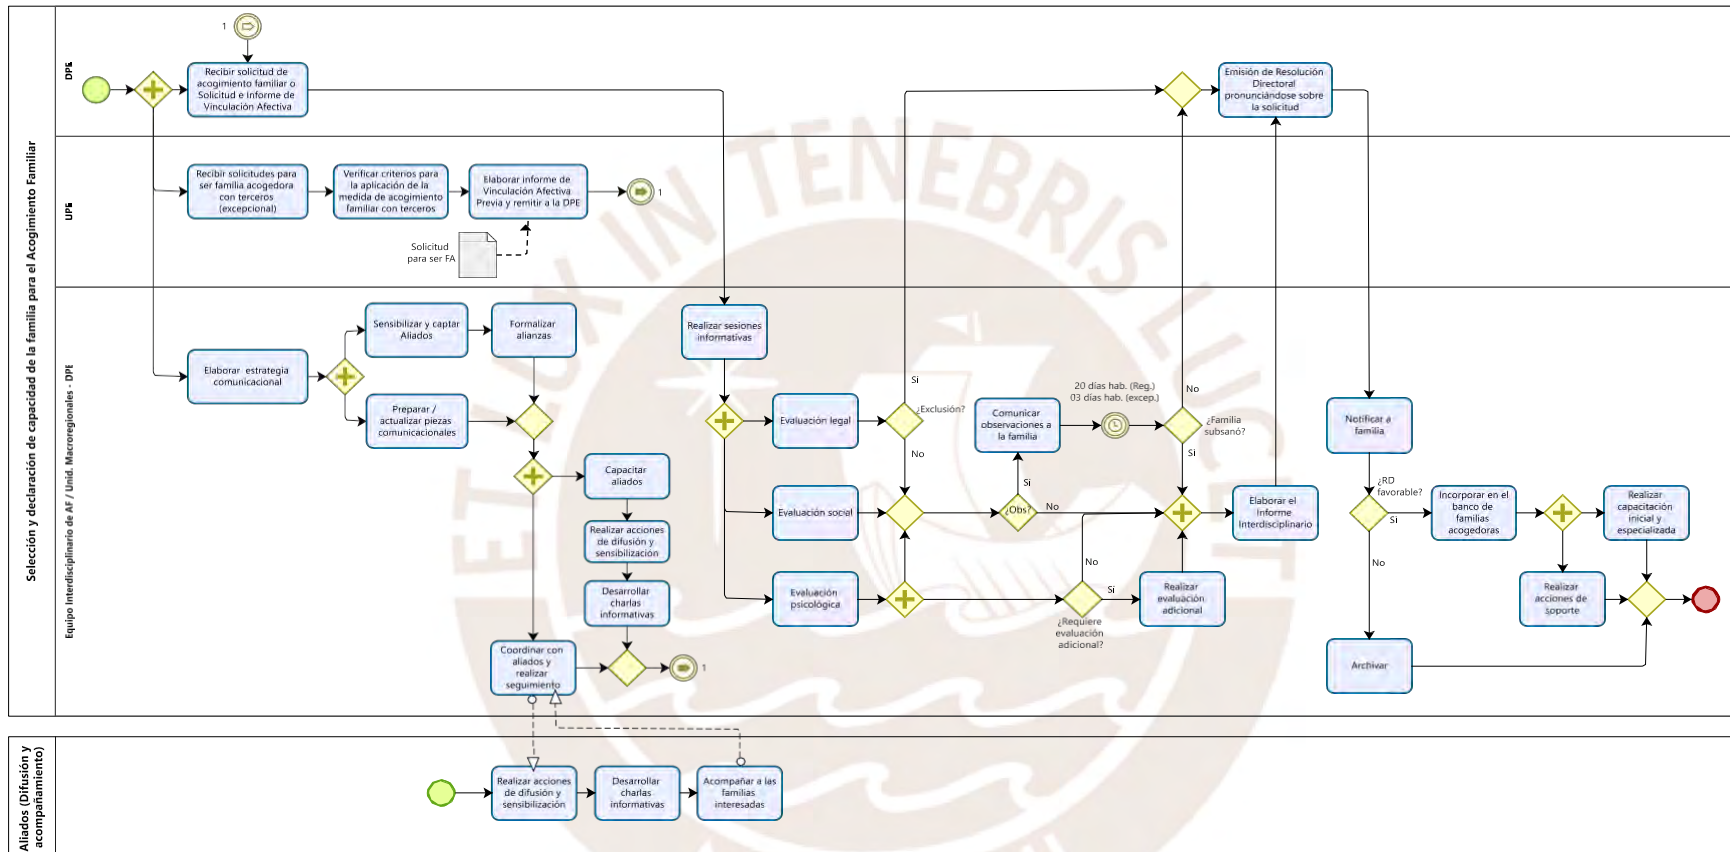 Selección y declaración de capacidad de la familia para el Acogimiento Familiar
DPE
1
Recibir solicitud de
acogimiento familiar o
Solicitud e Informe de
Vinculación Afectiva
Emisión de Resolución
Directoral
pronunciándose sobre
la solicitud
UPE
Recibir solicitudes para
ser familia acogedora
con terceros
(excepcional)
Verificar criterios para
la aplicación de la
medida de acogimiento
familiar con terceros
Elaborar informe de
Vinculación Afectiva
Previa y remitir a la DPE
1
Solicitud
para ser FA
Equipo Interdisciplinario de AF / Unid. Macroregionales - DPE
Elaborar estrategia
comunicacional
Sensibilizar y captar
Aliados
Formalizar
alianzas
Preparar /
actualizar piezas
comunicacionales
Capacitar
aliados
Realizar acciones
de difusión y
sensibilización
Desarrollar
charlas
informativas
Coordinar con
aliados y
realizar
seguimiento
1
Realizar sesiones
informativas
Evaluación legal
Evaluación social
Evaluación
psicológica
¿Exclusión?
Si
No
Comunicar
observaciones a
la familia
20 días hab. (Reg.)
03 días hab. (excep.)
¿Obs?
Si
No
¿Familia
subsanó?
No
Si
¿Requiere
evaluación
adicional?
No
Si
Realizar
evaluación
adicional
Elaborar el
Informe
Interdisciplinario
Notificar a
familia
¿RD
favorable?
Si
No
Incorporar en el
banco de
familias
acogedoras
Realizar
capacitación
inicial y
especializada
Realizar
acciones de
soporte
Archivar
Aliados (Difusión y
acompañamiento)
Realizar acciones
de difusión y
sensibilización
Desarrollar
charlas
informativas
Acompañar a las
familias
interesadas
ET LUX IN TENEBRIS LUCET